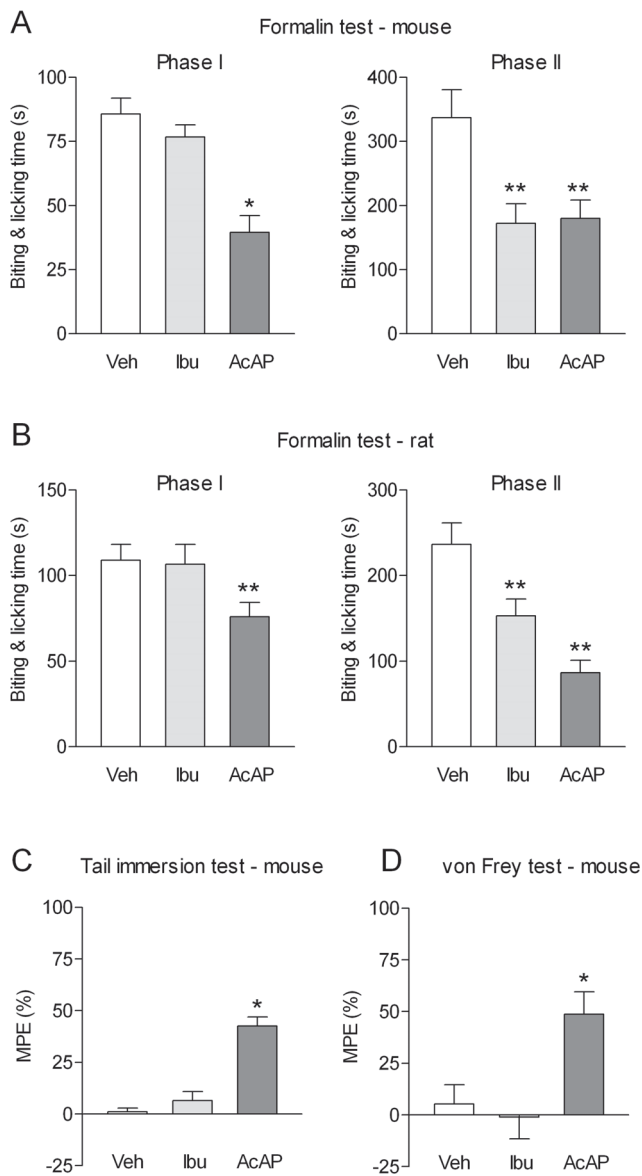 A
Formalin test - mouse
Phase I
Phase II
Biting & licking time (s)
100
75
50
25
0
*
Veh Ibu AcAP
Biting & licking time (s)
400
300
200
100
0
** **
Veh Ibu AcAP
B
Formalin test - rat
Phase I
Phase II
Biting & licking time (s)
150
100
50
0
**
Veh Ibu AcAP
Biting & licking time (s)
300
200
100
0
**
**
Veh Ibu AcAP
C
Tail immersion test - mouse
MPE (%)
100
75
50
25
0
-25
*
Veh Ibu AcAP
D
von Frey test - mouse
MPE (%)
100
75
50
25
0
-25
*
Veh Ibu AcAP